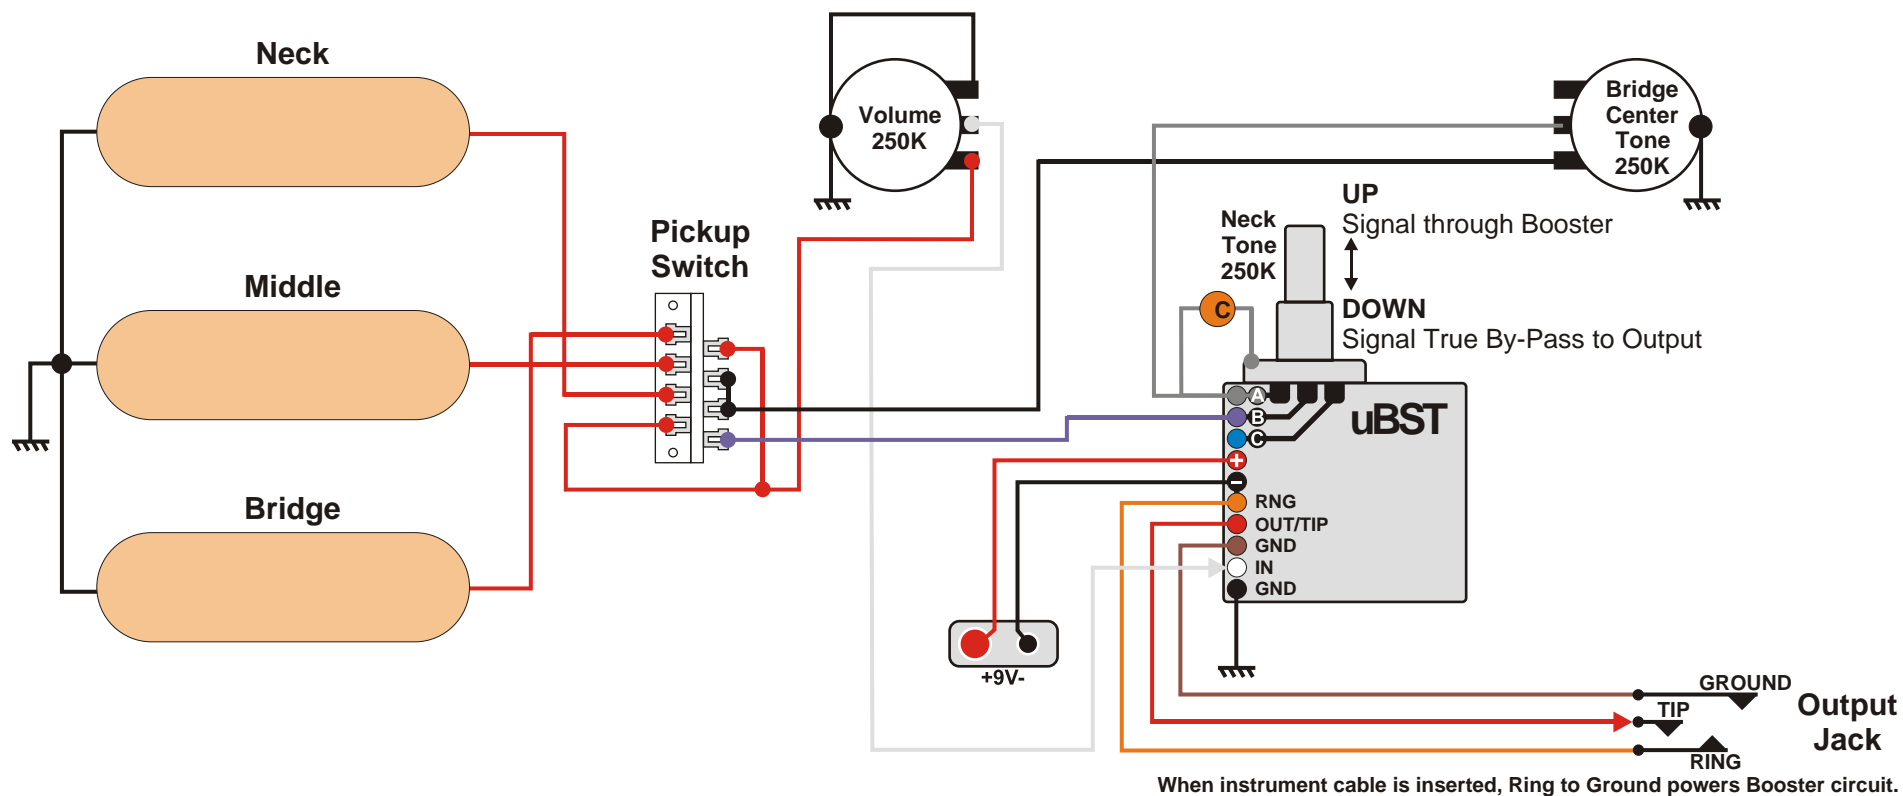 Neck
Volume
250K
Bridge
Center
Tone
250K
Pickup
Switch
UP
Signal through Booster
Neck
Tone
250K
Middle
C
DOWN
Signal True By-Pass to Output
A
B
C
uBST
+
-
RNG
OUT/TIP
GND
IN
GND
Bridge
+9V-
GROUND
TIP
RING
Output
Jack
When instrument cable is inserted, Ring to Ground powers Booster circuit.